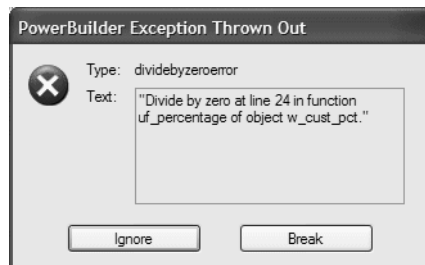 PowerBuilder Exception Thrown Out
Type: dividebyzeroerror
Text: "Divide by zero at line 24 in function
uf_percentage of object w_cust_pct."
Ignore Break